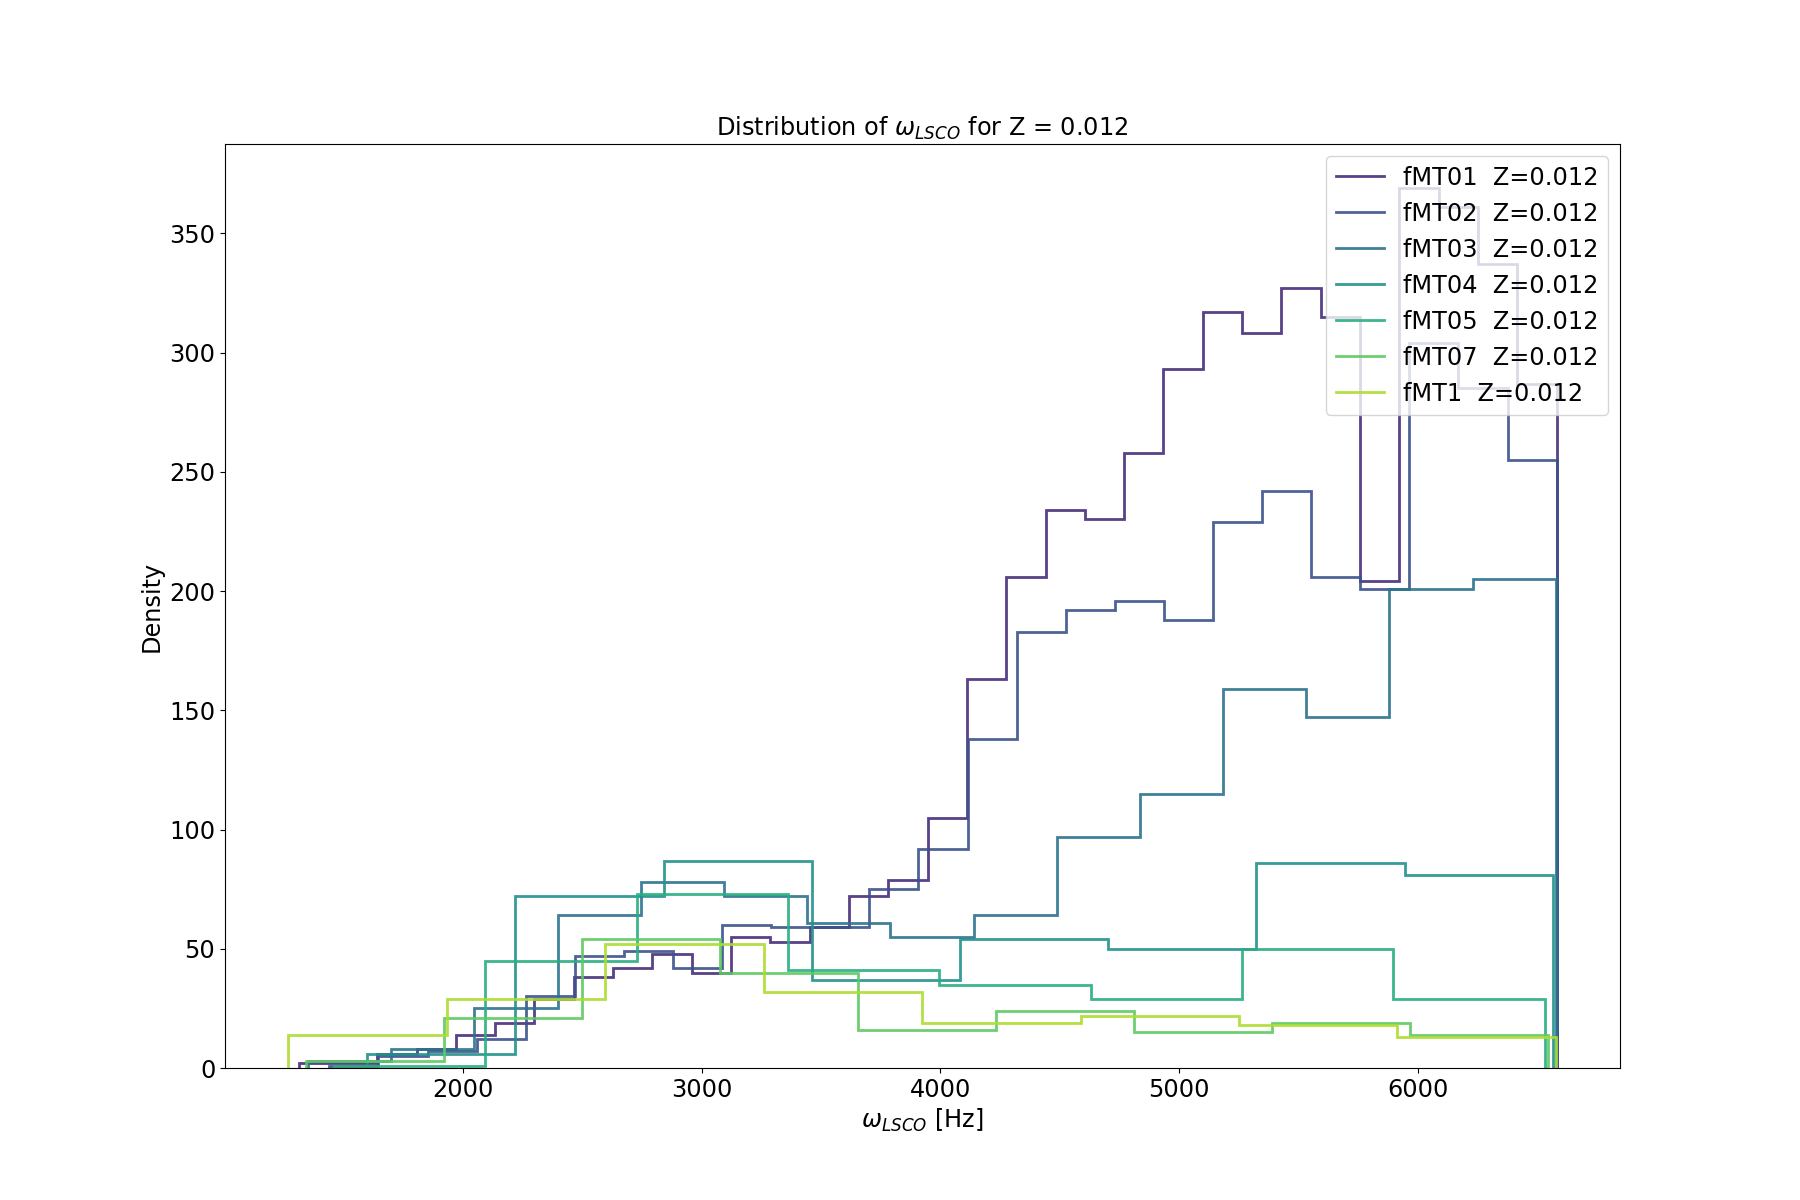 Distribution of ω_LSCO for Z = 0.012
fMT01 Z=0.012
fMT02 Z=0.012
fMT03 Z=0.012
fMT04 Z=0.012
fMT05 Z=0.012
fMT07 Z=0.012
fMT1 Z=0.012
350
300
250
200
150
100
50
0
Density
2000 3000 4000 5000 6000
ω_LSCO [Hz]